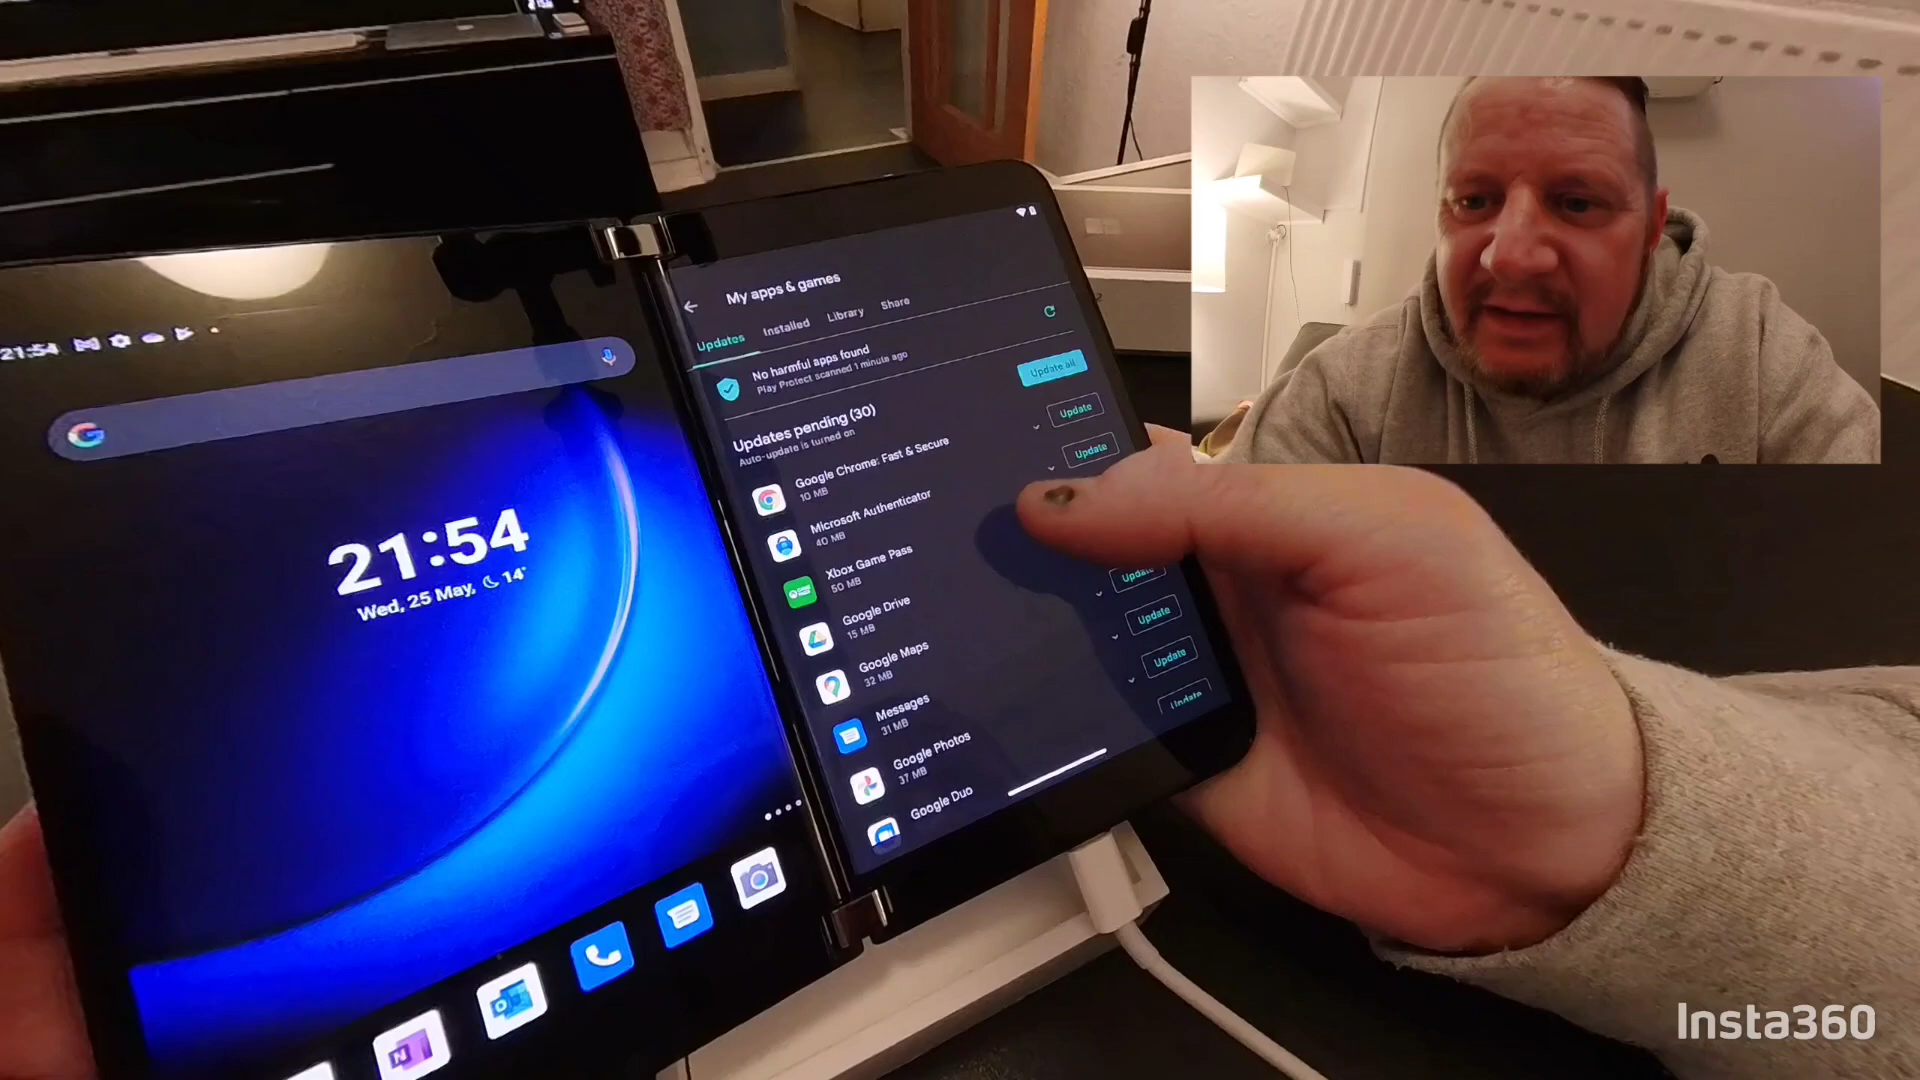 21:54
21:54
Wed, 25 May, 14°
My apps & games
Updates
Installed
Library
Share
No harmful apps found
Play Protect scanned 1 minute ago
Update all
Updates pending (30)
Auto-update is turned on
Google Chrome: Fast & Secure
10 MB
Update
Microsoft Authenticator
40 MB
Update
Xbox Game Pass
50 MB
Google Drive
15 MB
Update
Google Maps
32 MB
Update
Messages
31 MB
Update
Google Photos
37 MB
Update
Google Duo
N
2
Insta360